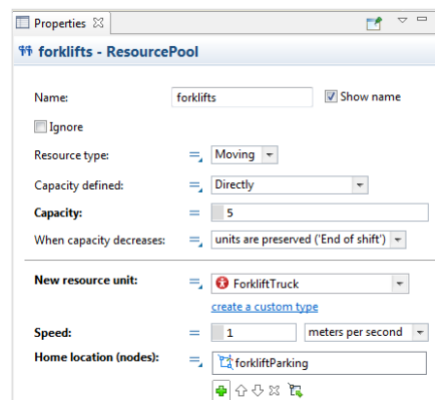 Properties
forklifts - ResourcePool
Name: forklifts Show name
Ignore
Resource type: Moving
Capacity defined: Directly
Capacity: 5
When capacity decreases: units are preserved ('End of shift')
New resource unit: ForkliftTruck
create a custom type
Speed: 1 meters per second
Home location (nodes): forkliftParking